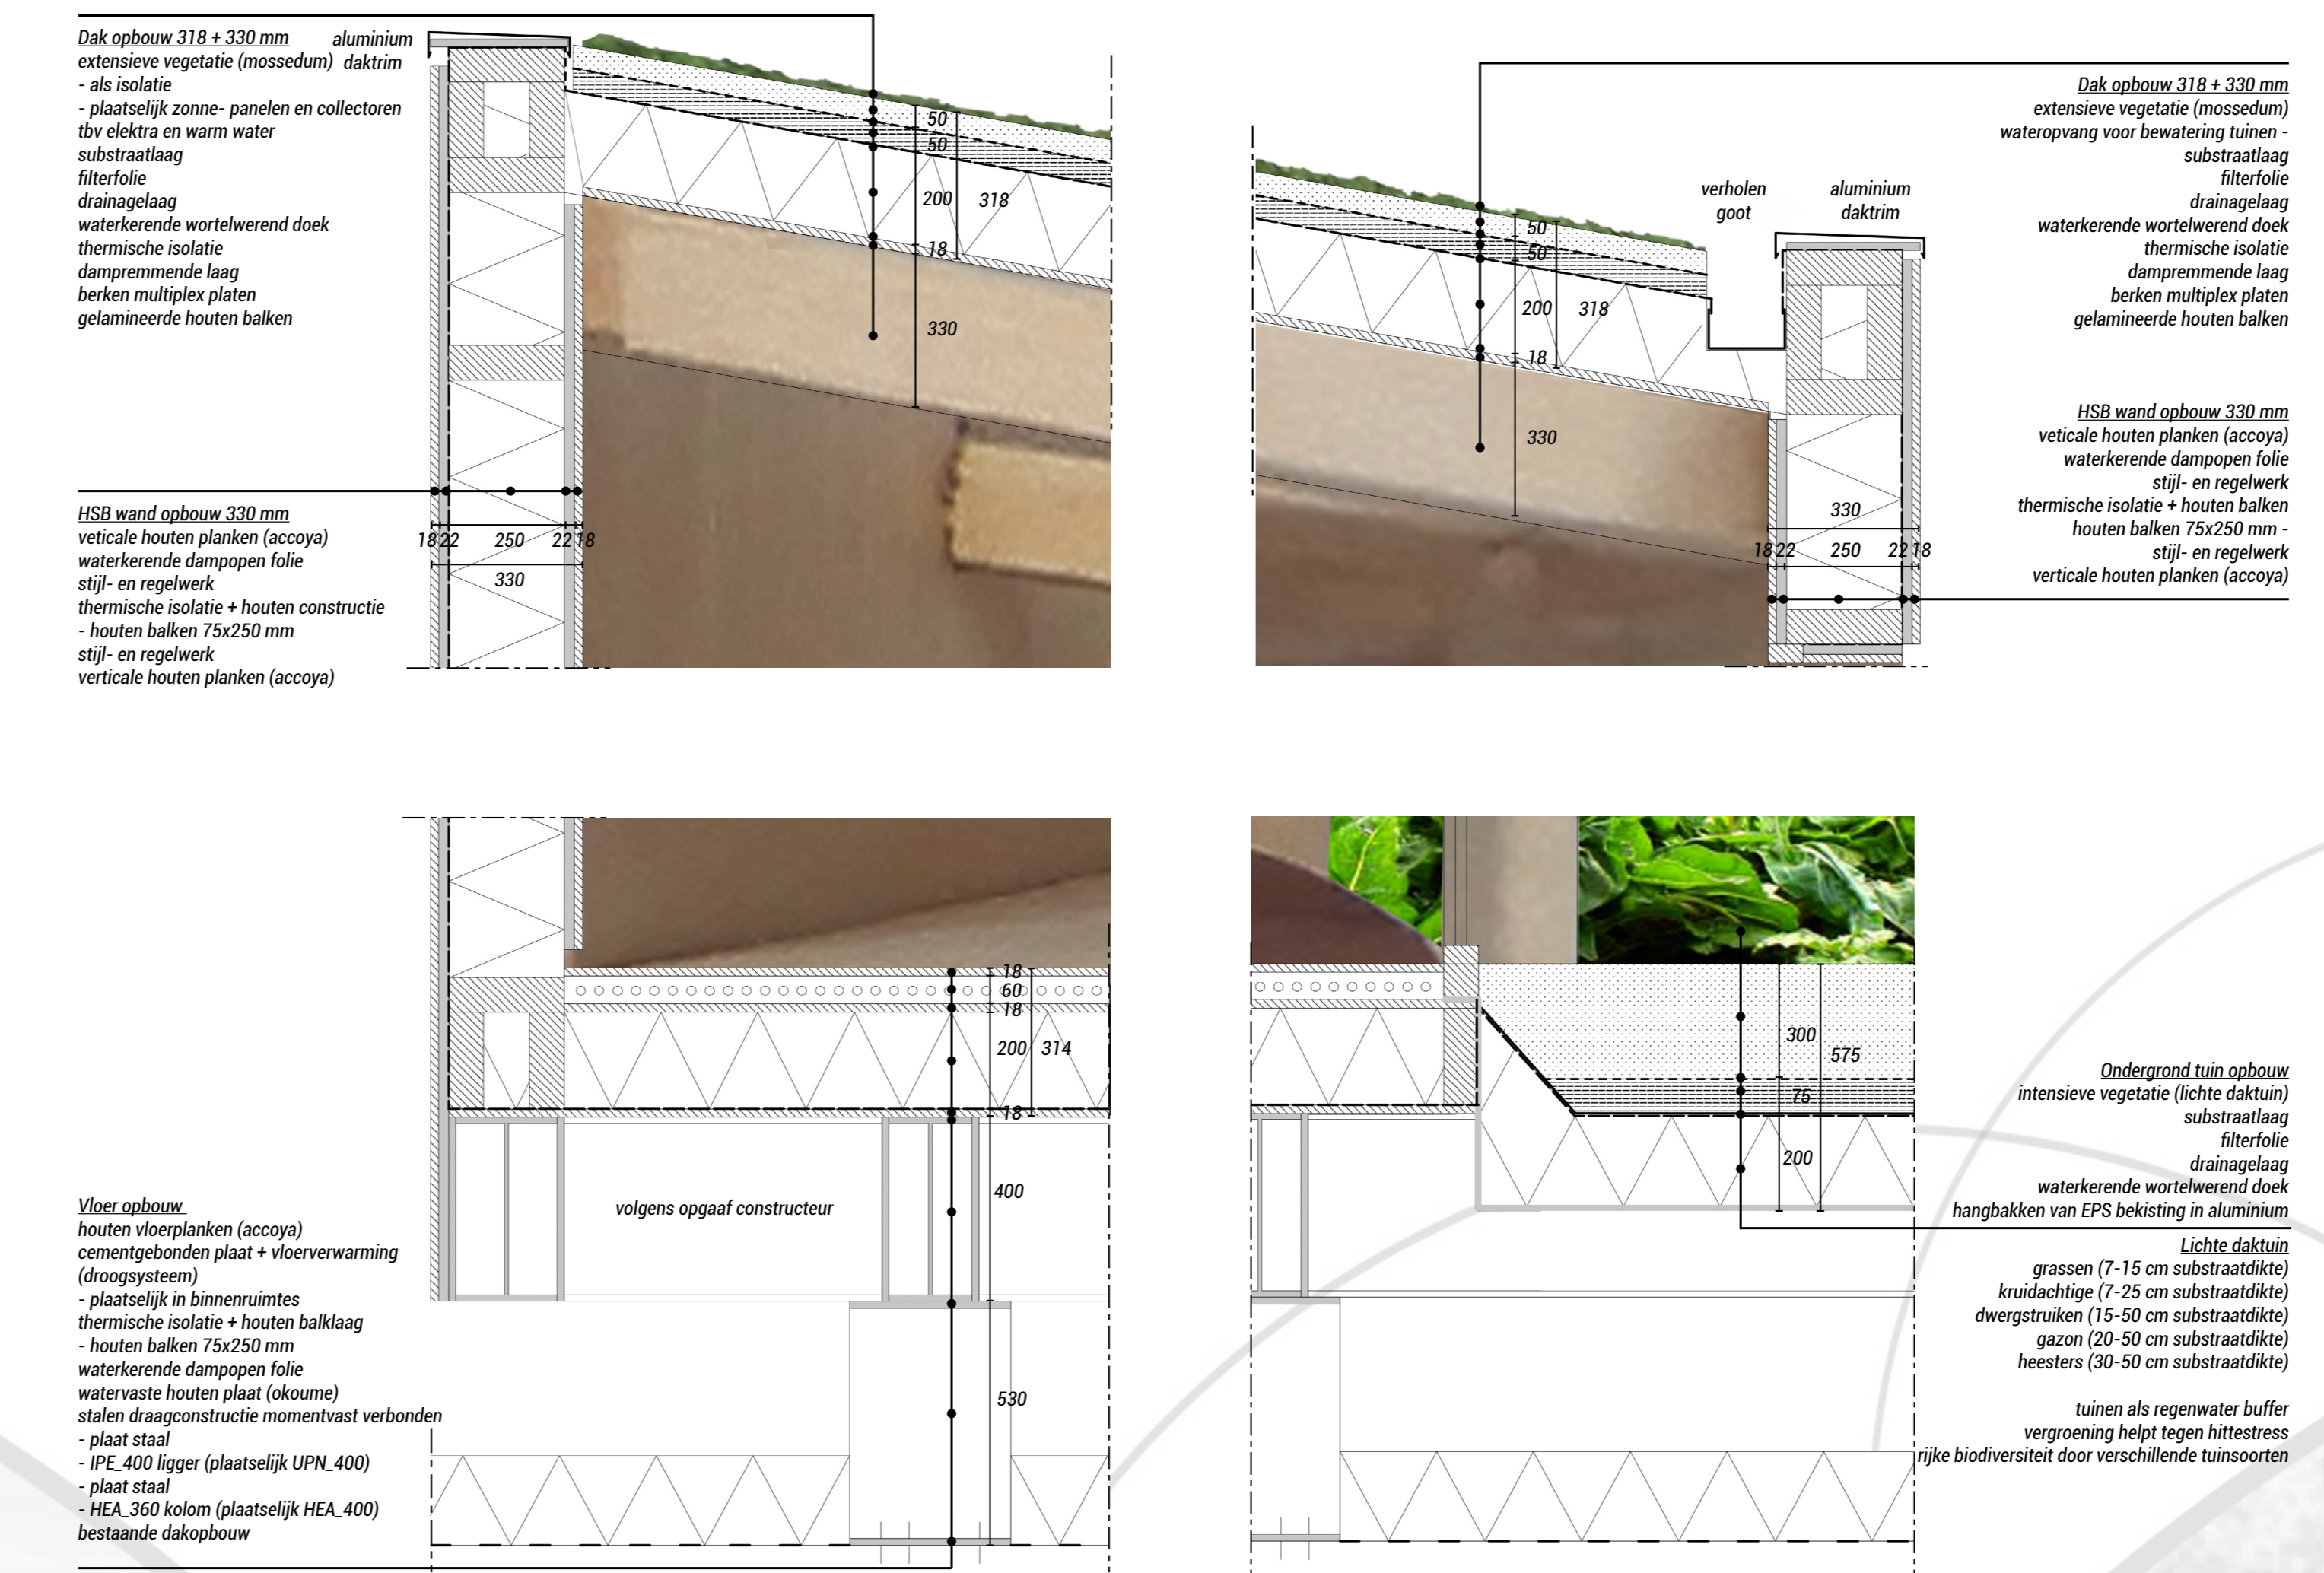 Dak opbouw 318 + 330 mm
extensieve vegetatie (mossedum)
- als isolatie
- plaatselijk zonne- panelen en collectoren
tbv elektra en warm water
substraatlaag
filterfolie
drainagelaag
waterkerende wortelwerend doek
thermische isolatie
dampremmende laag
berken multiplex platen
gelamineerde houten balken
aluminium
daktrim
50
50
200
318
18
330
HSB wand opbouw 330 mm
veticale houten planken (accoya)
waterkerende dampopen folie
stijl- en regelwerk
thermische isolatie + houten constructie
- houten balken 75x250 mm
stijl- en regelwerk
verticale houten planken (accoya)
18 22 250 22 18
330
Dak opbouw 318 + 330 mm
extensieve vegetatie (mossedum)
wateropvang voor bewatering tuinen -
substraatlaag
filterfolie
drainagelaag
waterkerende wortelwerend doek
thermische isolatie
dampremmende laag
berken multiplex platen
gelamineerde houten balken
verholen
goot
aluminium
daktrim
50
50
200
318
18
330
HSB wand opbouw 330 mm
veticale houten planken (accoya)
waterkerende dampopen folie
stijl- en regelwerk
thermische isolatie + houten balken
houten balken 75x250 mm -
stijl- en regelwerk
verticale houten planken (accoya)
330
18 22 250 22 18
18
60
18
200 314
18
400
530
volgens opgaaf constructeur
Vloer opbouw
houten vloerplanken (accoya)
cementgebonden plaat + vloerverwarming
(droogsysteem)
- plaatselijk in binnenruimtes
thermische isolatie + houten balklaag
- houten balken 75x250 mm
waterkerende dampopen folie
watervaste houten plaat (okoume)
stalen draagconstructie momentvast verbonden
- plaat staal
- IPE_400 ligger (plaatselijk UPN_400)
- plaat staal
- HEA_360 kolom (plaatselijk HEA_400)
bestaande dakopbouw
300
575
75
200
Ondergrond tuin opbouw
intensieve vegetatie (lichte daktuin)
substraatlaag
filterfolie
drainagelaag
waterkerende wortelwerend doek
hangbakken van EPS bekisting in aluminium
Lichte daktuin
grassen (7-15 cm substraatdikte)
kruidachtige (7-25 cm substraatdikte)
dwergstruiken (15-50 cm substraatdikte)
gazon (20-50 cm substraatdikte)
heesters (30-50 cm substraatdikte)
tuinen als regenwater buffer
vergroening helpt tegen hittestress
rijke biodiversiteit door verschillende tuinsoorten